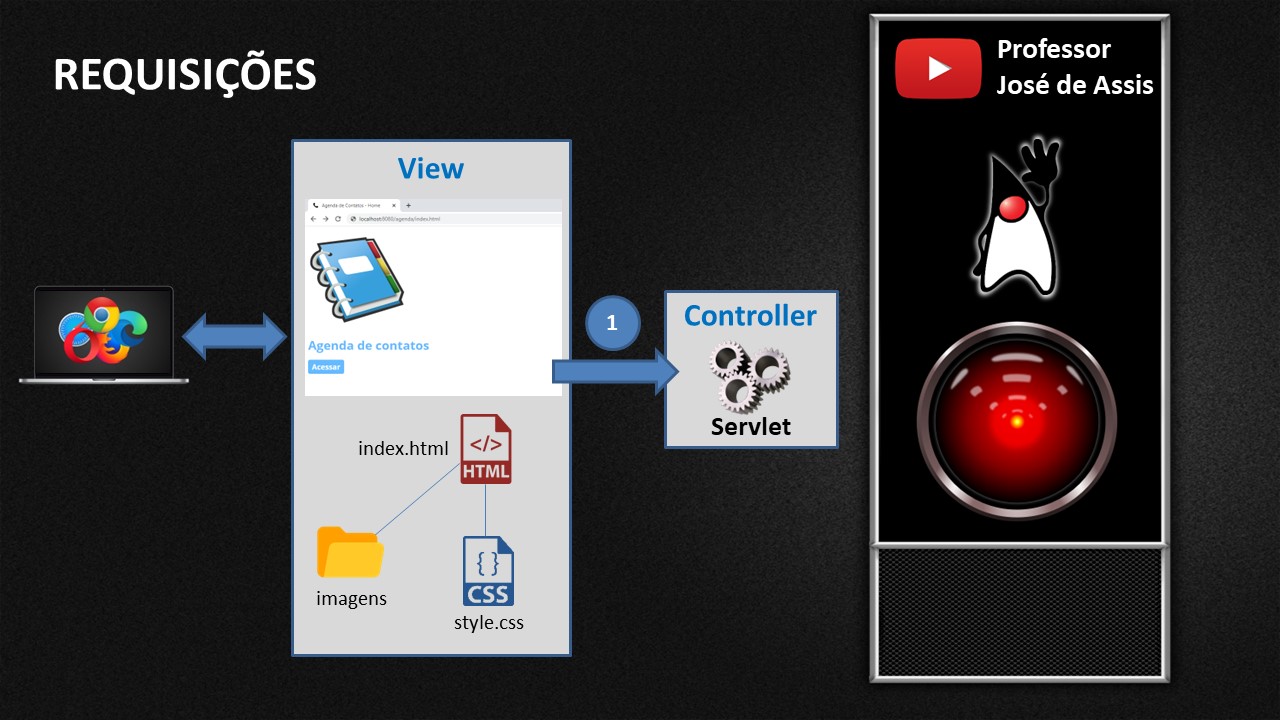 REQUISIÇÕES
Professor
José de Assis
View
Agenda de Contatos - Home
localhost:8080/agenda/index.html
Agenda de contatos
Acessar
1
Controller
Servlet
index.html
</>
HTML
imagens
{ }
CSS
style.css